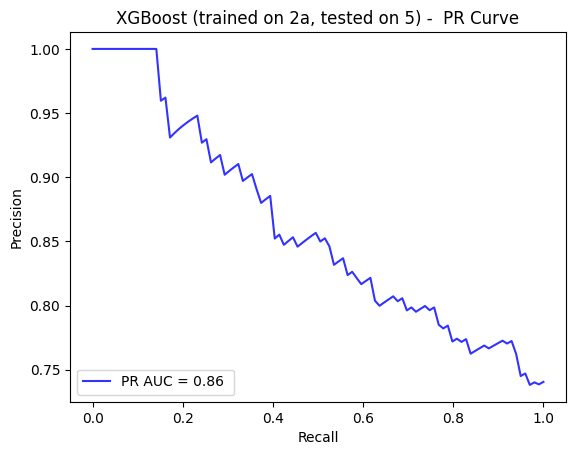 XGBoost (trained on 2a, tested on 5) -  PR Curve
1.00
0.95
0.90
0.85
0.80
0.75
Precision
PR AUC = 0.86
0.0 0.2 0.4 0.6 0.8 1.0
Recall